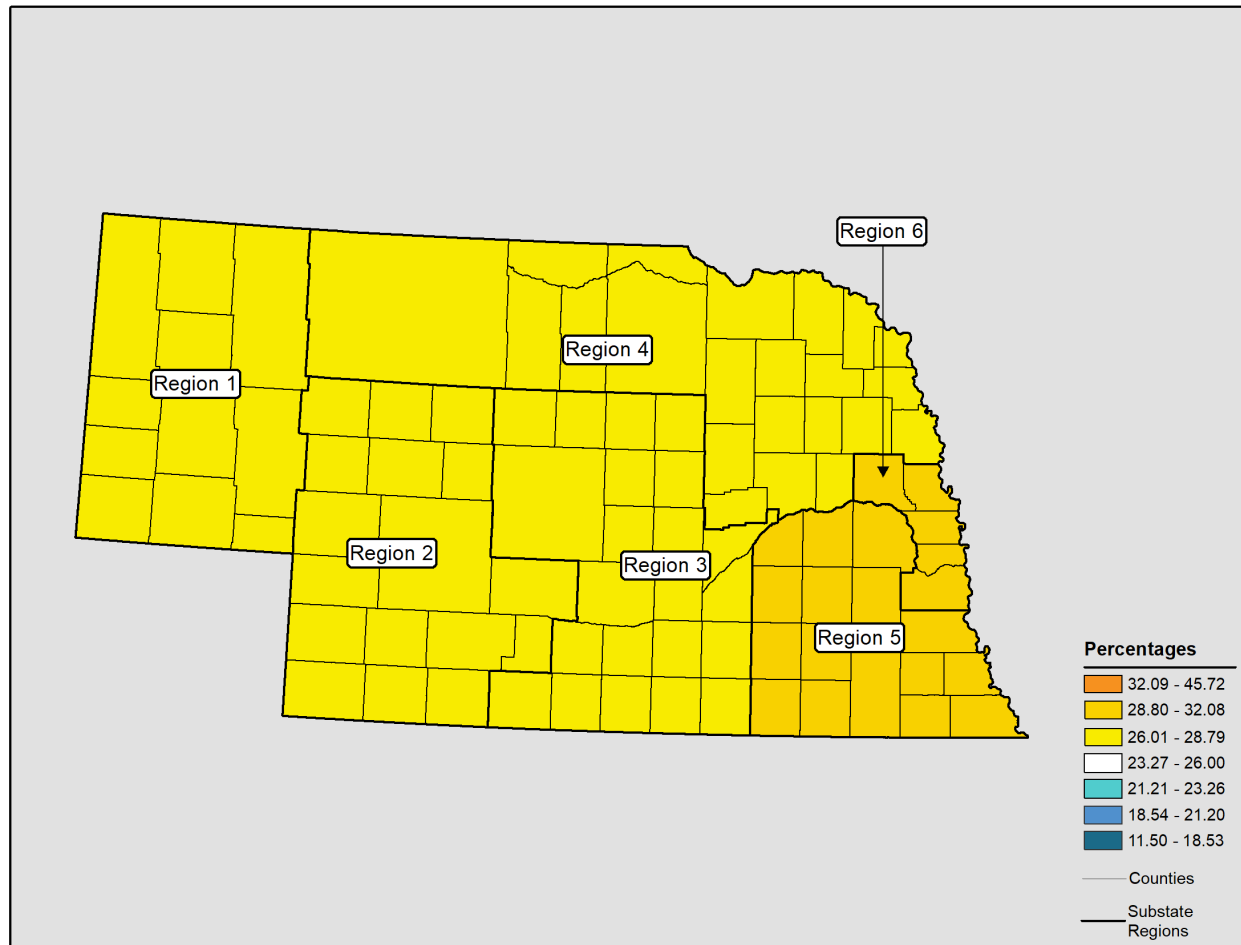 Region 6
Region 4
Region 1
Region 2
Region 3
Region 5
Percentages
32.09 - 45.72
28.80 - 32.08
26.01 - 28.79
23.27 - 26.00
21.21 - 23.26
18.54 - 21.20
11.50 - 18.53
Counties
Substate
Regions